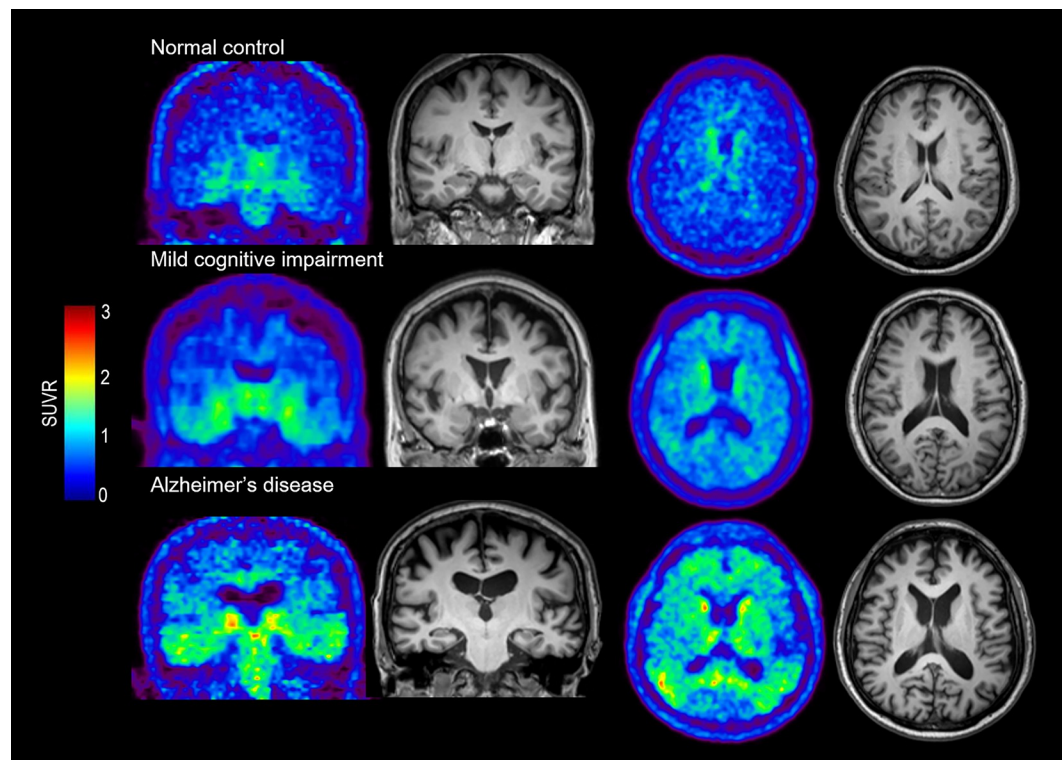 Normal control
Mild cognitive impairment
3
2
1
0
SUVR
Alzheimer’s disease